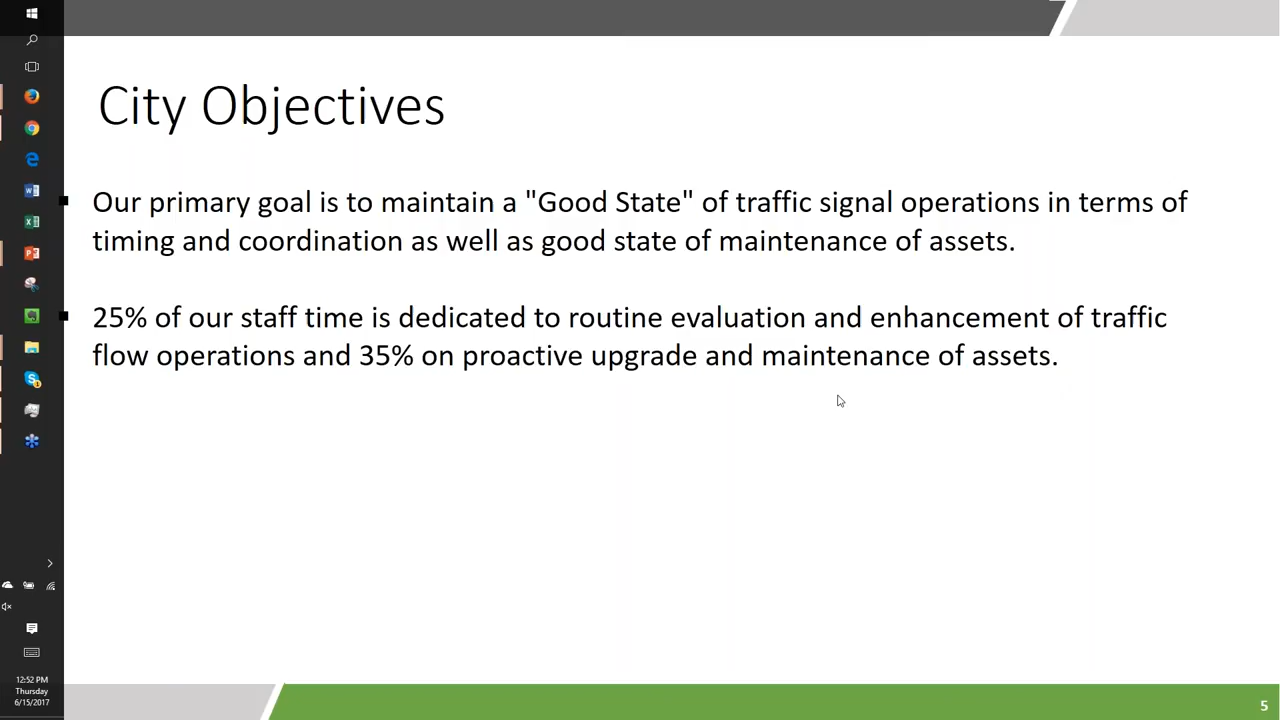 City Objectives
Our primary goal is to maintain a "Good State" of traffic signal operations in terms of
timing and coordination as well as good state of maintenance of assets.
25% of our staff time is dedicated to routine evaluation and enhancement of traffic
flow operations and 35% on proactive upgrade and maintenance of assets.
12:52 PM
Thursday
6/15/2017
5